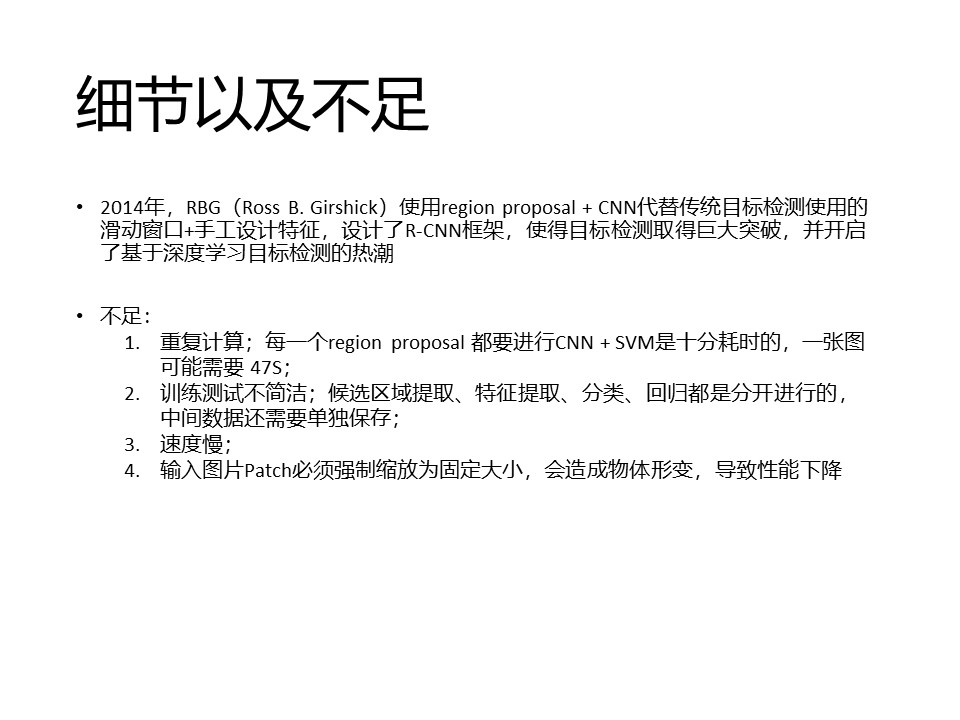 细节以及不足
• 2014年，RBG（Ross B. Girshick）使用region proposal + CNN代替传统目标检测使用的
滑动窗口+手工设计特征，设计了R-CNN框架，使得目标检测取得巨大突破，并开启
了基于深度学习目标检测的热潮
• 不足：
1. 重复计算；每一个region proposal 都要进行CNN + SVM是十分耗时的，一张图
可能需要 47S；
2. 训练测试不简洁；候选区域提取、特征提取、分类、回归都是分开进行的，
中间数据还需要单独保存；
3. 速度慢；
4. 输入图片Patch必须强制缩放为固定大小，会造成物体形变，导致性能下降